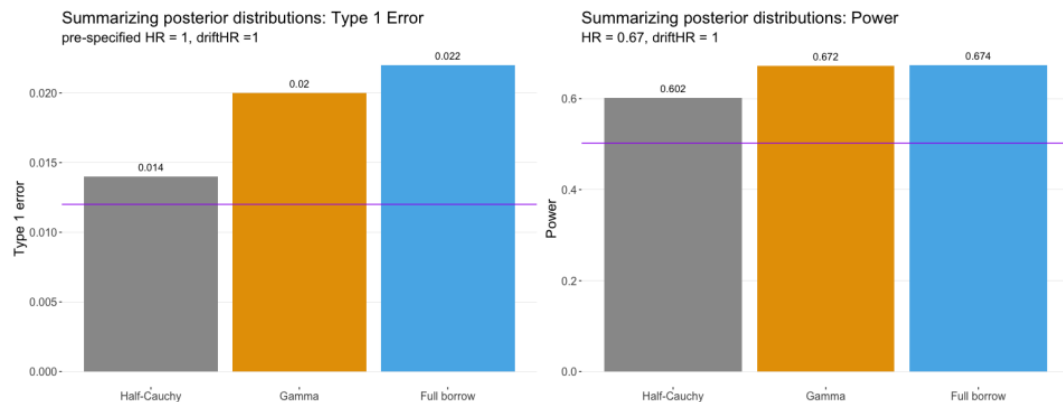 Summarizing posterior distributions: Type 1 Error
pre-specified HR = 1, driftHR =1
0.022
0.02
0.020
0.014
0.015
0.010
0.005
0.000
Type 1 error
Half-Cauchy
Gamma
Full borrow
Summarizing posterior distributions: Power
HR = 0.67, driftHR = 1
0.672
0.674
0.602
0.6
0.4
0.2
0.0
Power
Half-Cauchy
Gamma
Full borrow